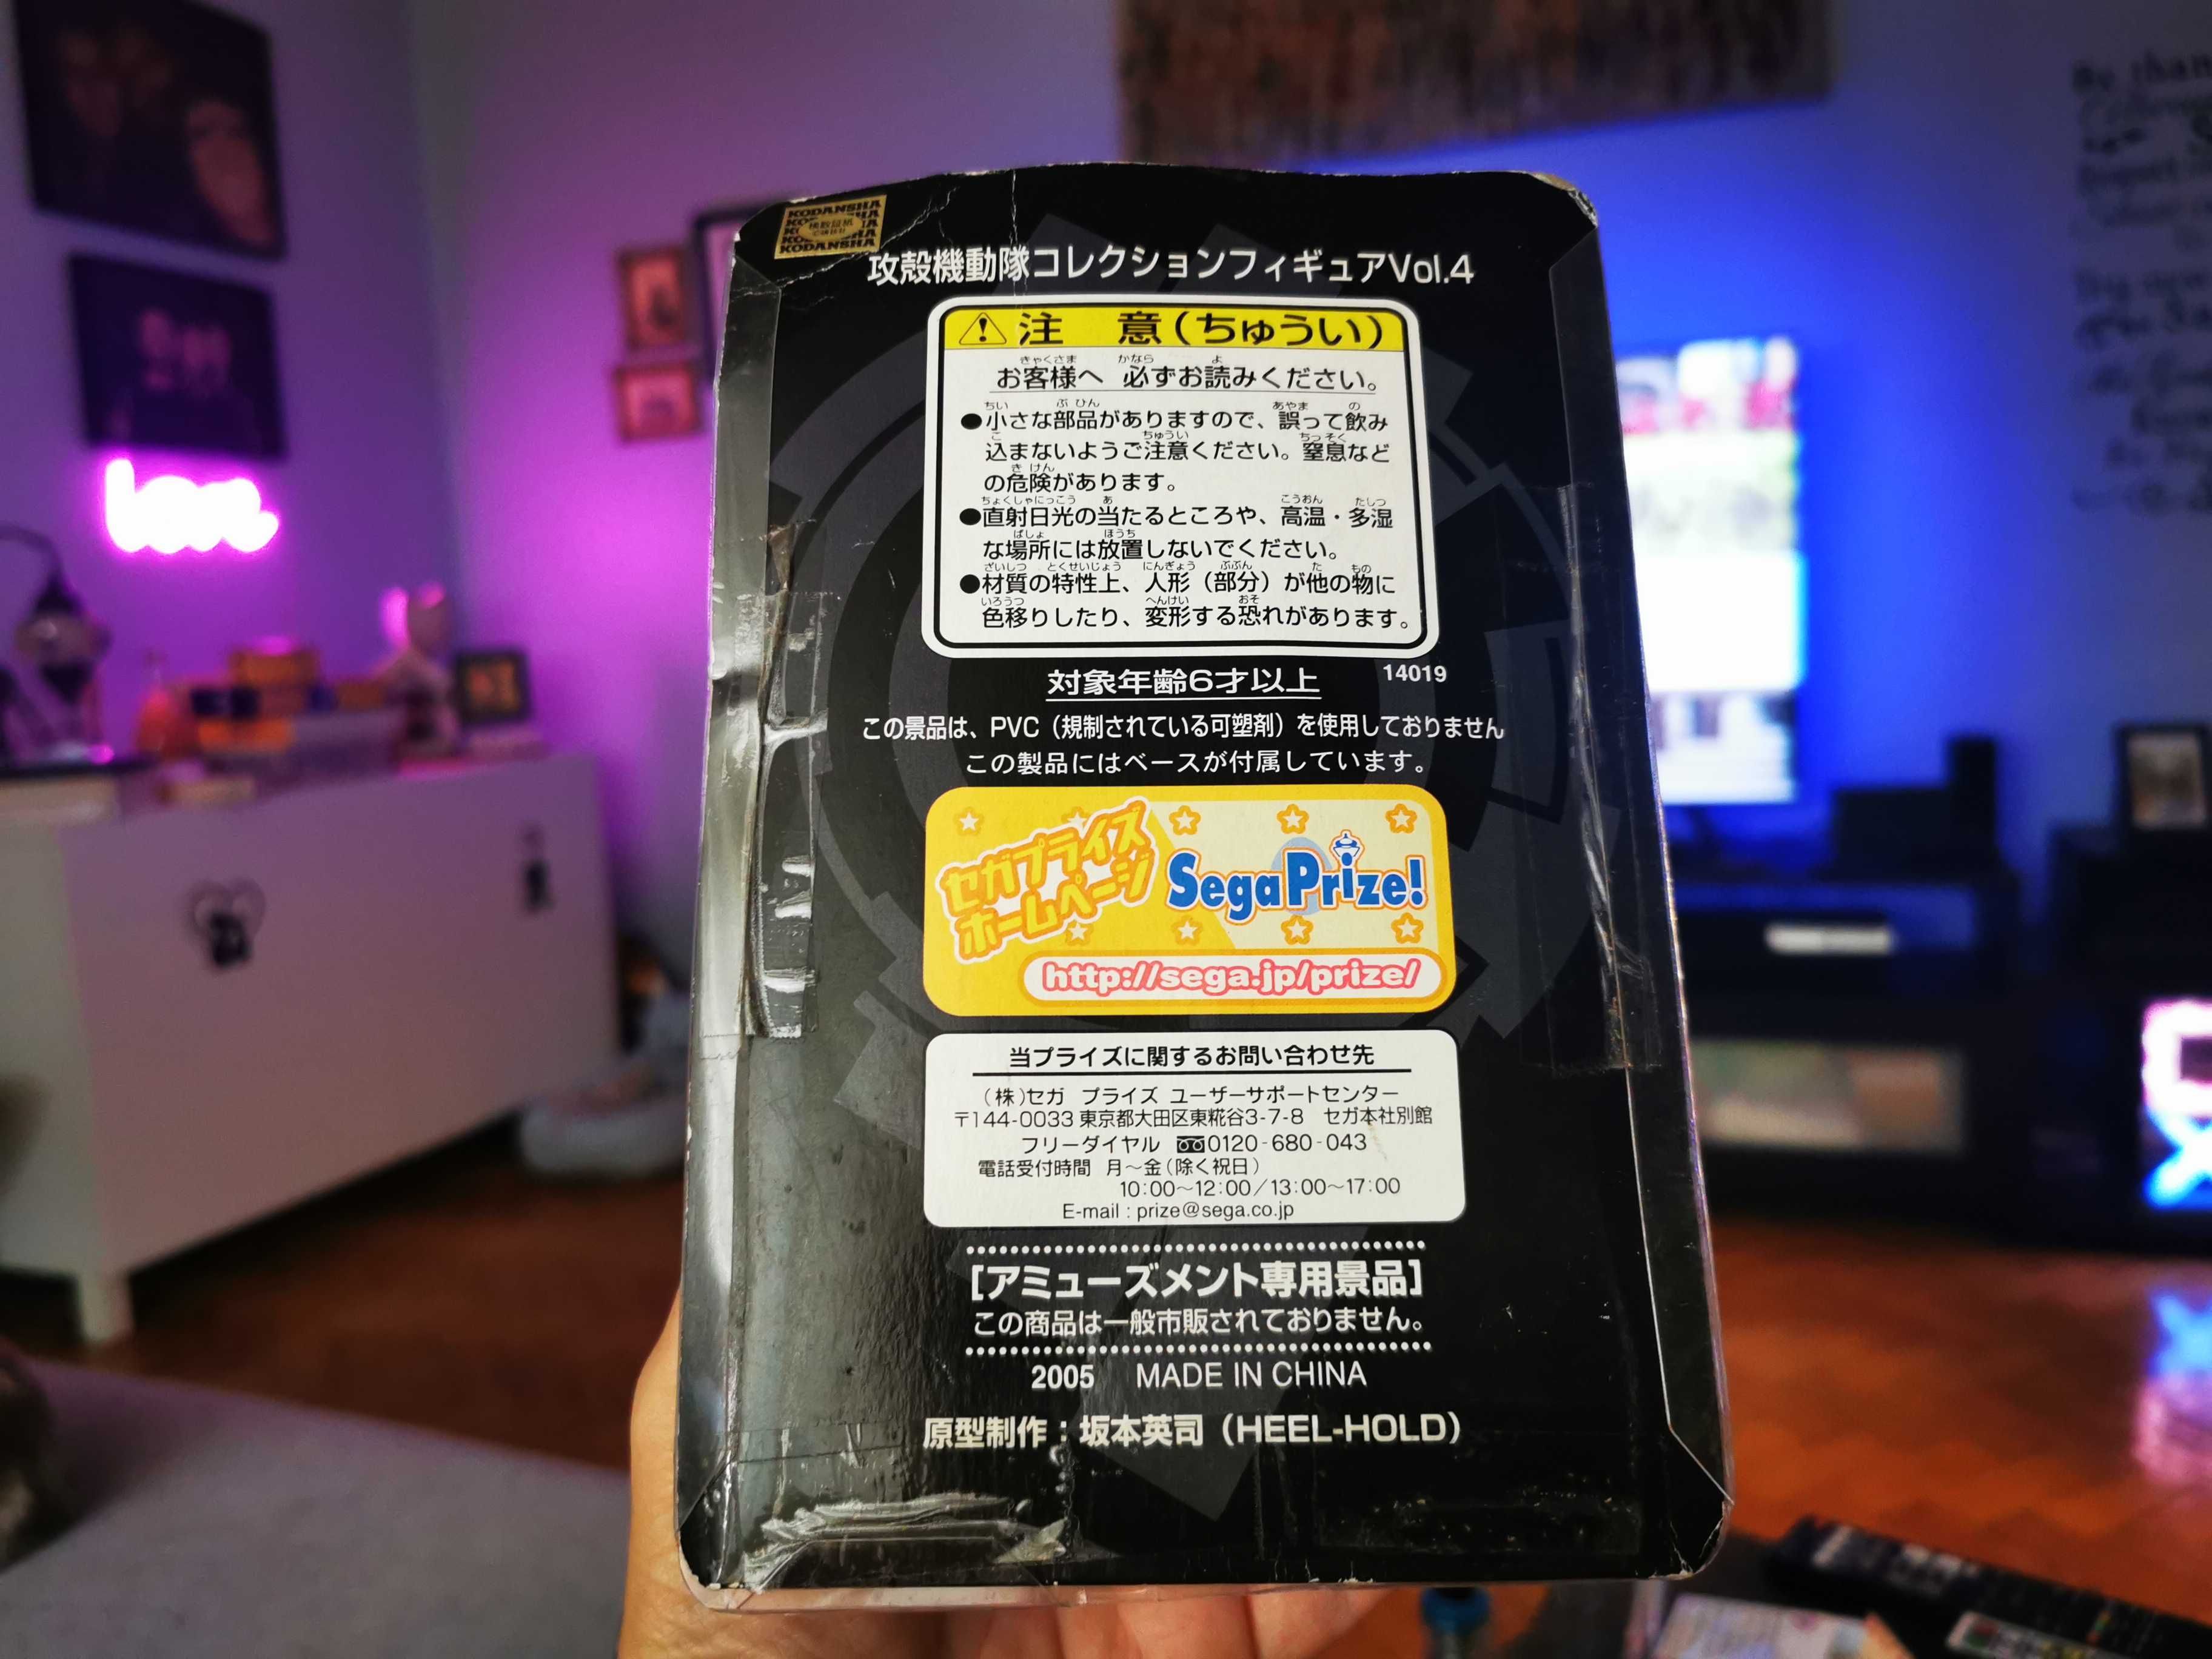 KODANSHA
KODANSHA
攻殻機動隊コレクションフィギュアVol.4
注 意(ちゅうい)
お客様へ 必ずお読みください。
●小さな部品がありますので、誤って飲み
込まないようご注意ください。窒息など
の危険があります。
●直射日光の当たるところや、高温・多湿
な場所には放置しないでください。
●材質の特性上、人形(部分)が他の物に
色移りしたり、変形する恐れがあります。
対象年齢6才以上
14019
この景品は、PVC(規制されている可塑剤)を使用しておりません
この製品にはベースが付属しています。
セガプライズ
ホームページ
SegaPrize!
http://sega.jp/prize/
当プライズに関するお問い合わせ先
(株)セガ プライズ ユーザーサポートセンター
〒144-0033 東京都大田区東糀谷3-7-8 セガ本社別館
フリーダイヤル 0120-680-043
電話受付時間 月~金(除く祝日)
10:00~12:00/13:00~17:00
E-mail : prize@sega.co.jp
[アミューズメント専用景品]
この商品は一般市販されておりません。
2005 MADE IN CHINA
原型制作:坂本英司(HEEL-HOLD)